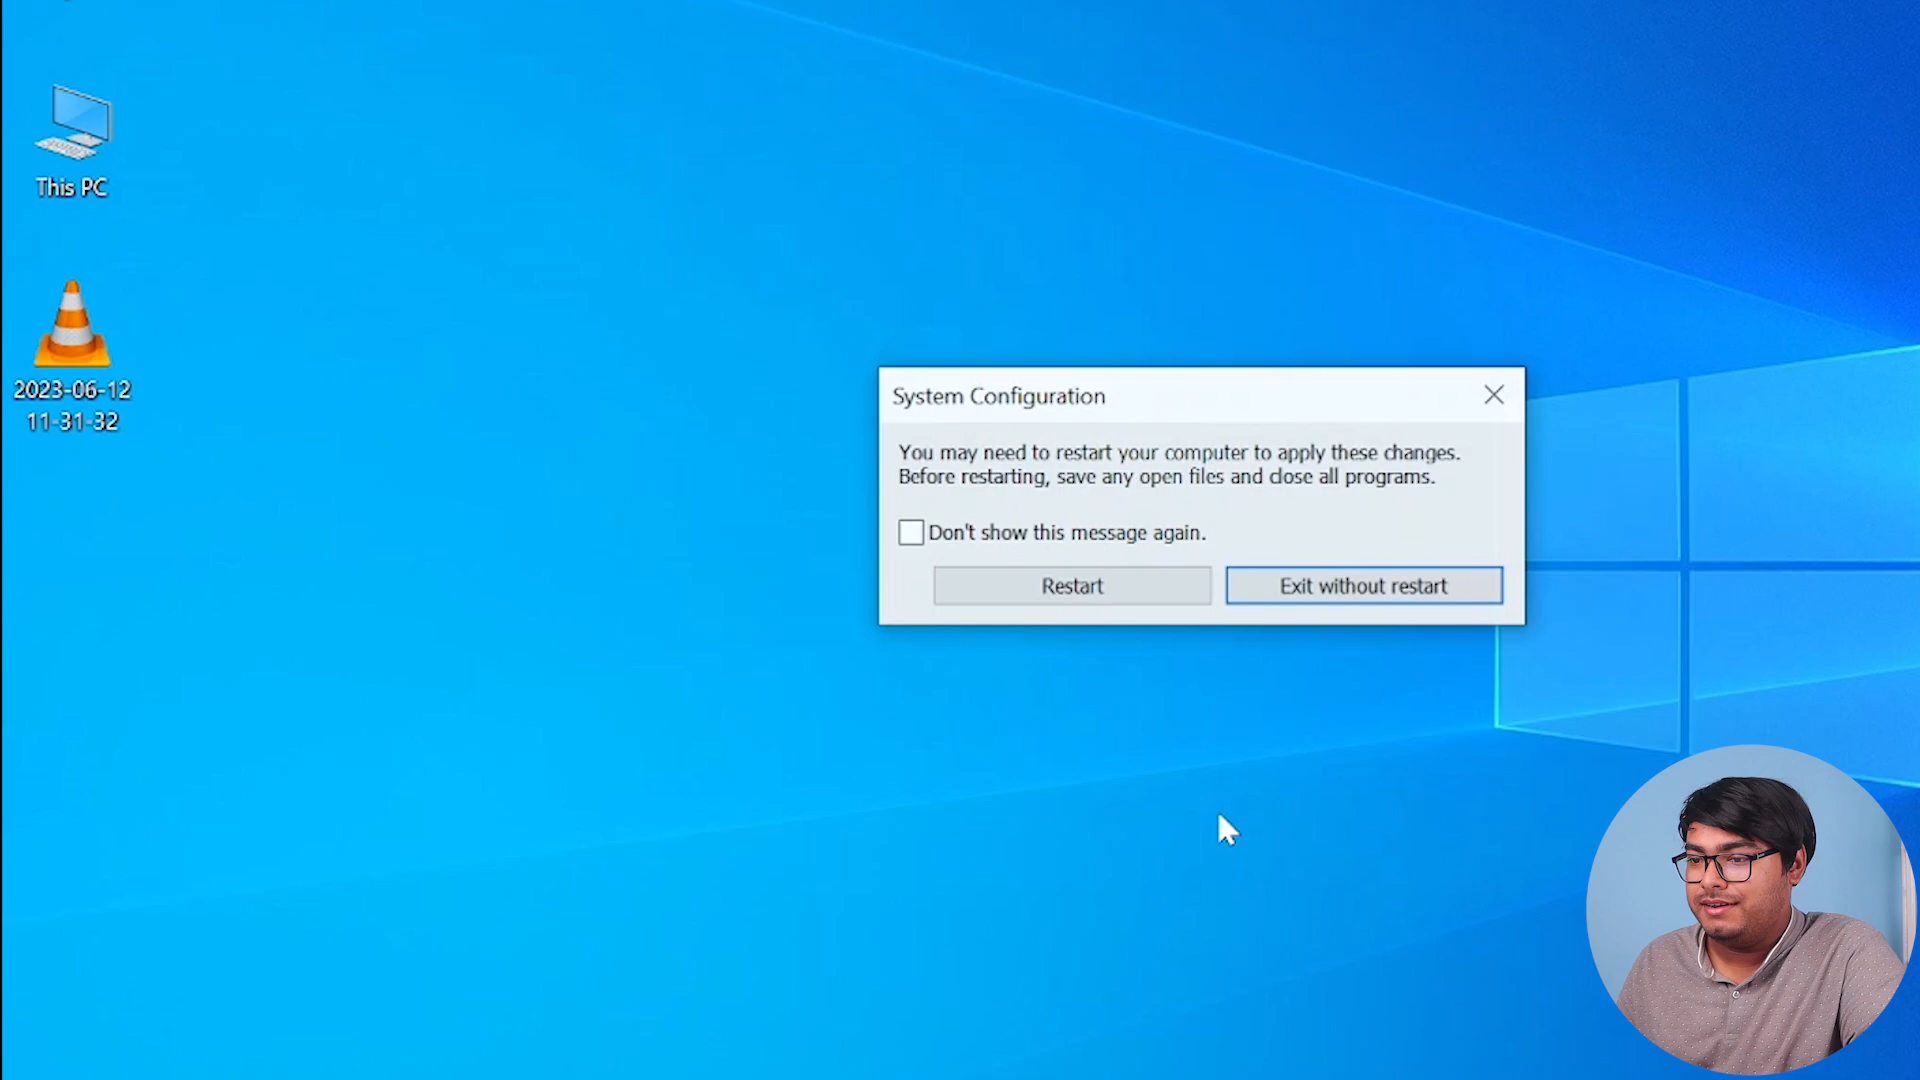 This PC
2023-06-12
11-31-32
System Configuration
You may need to restart your computer to apply these changes.
Before restarting, save any open files and close all programs.
Don't show this message again.
Restart
Exit without restart